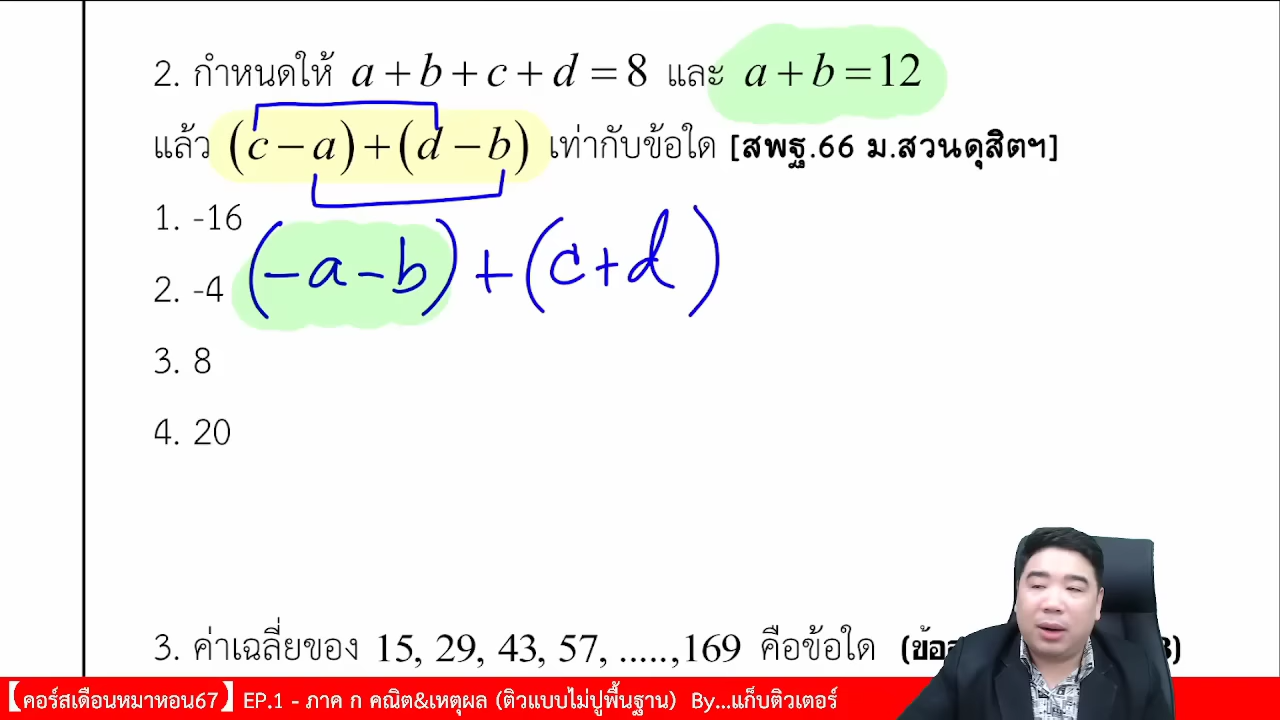 2. กำหนดให้ a + b + c + d = 8 และ a + b = 12
แล้ว (c − a) + (d − b) เท่ากับข้อใด [สพฐ.66 ม.สวนดุสิตฯ]
1. -16
(−a−b) + (c+d)
2. -4
3. 8
4. 20
3. ค่าเฉลี่ยของ 15, 29, 43, 57, .....,169 คือข้อใด
【คอร์สเดือนหมาหอน67】 EP.1 - ภาค ก คณิต&เหตุผล (ติวแบบไม่ปูพื้นฐาน) By...แก็บติวเตอร์